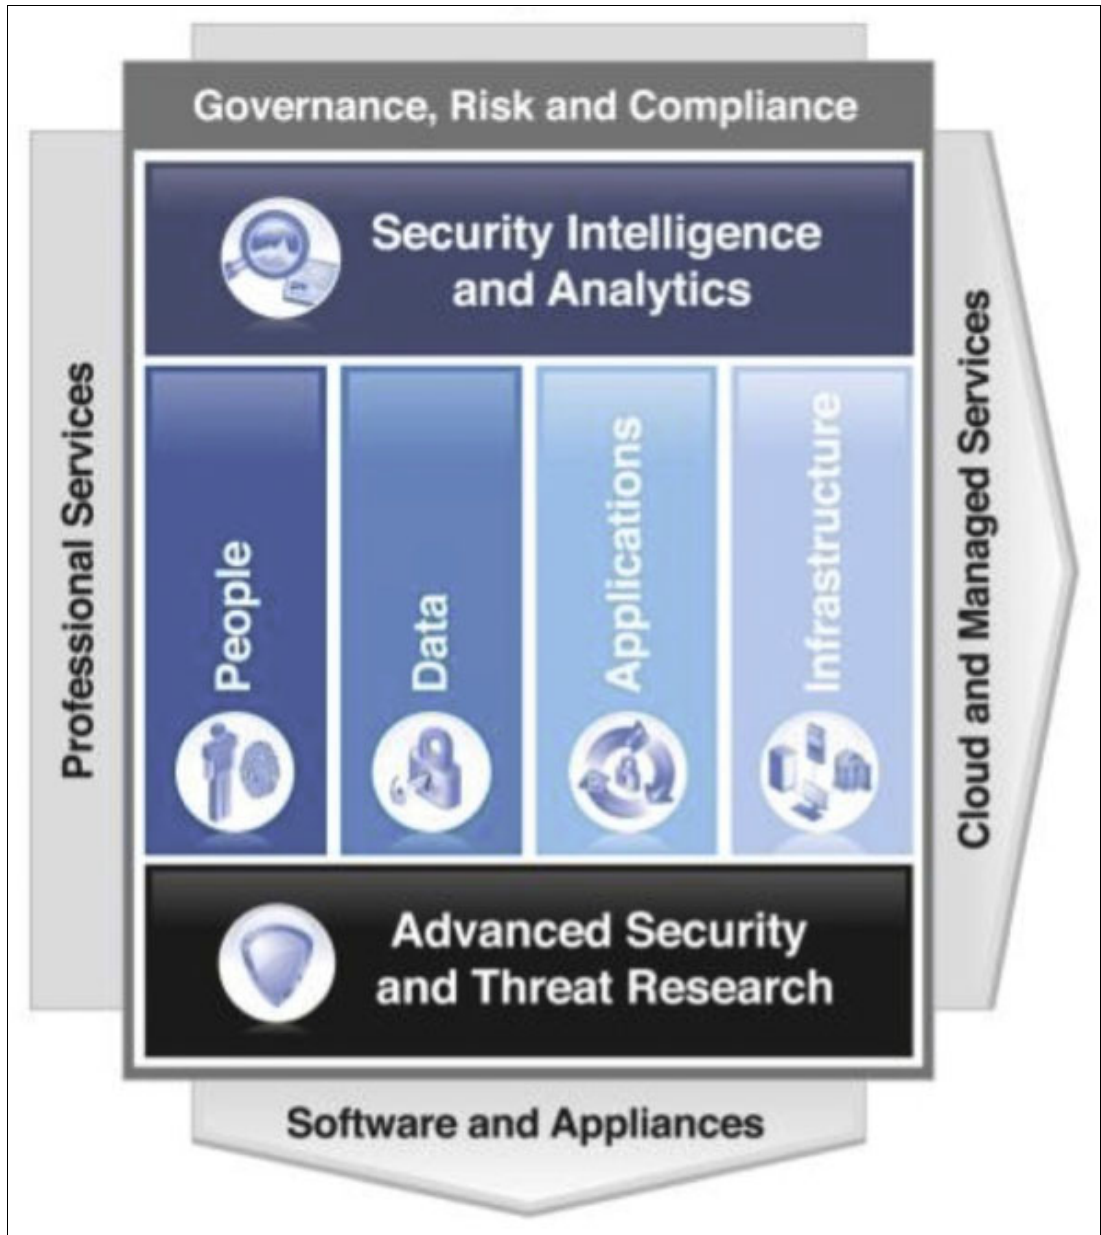 Governance, Risk and Compliance
Security Intelligence
and Analytics
Professional Services
People
Data
Applications
Infrastructure
Cloud and Managed Services
Advanced Security
and Threat Research
Software and Appliances